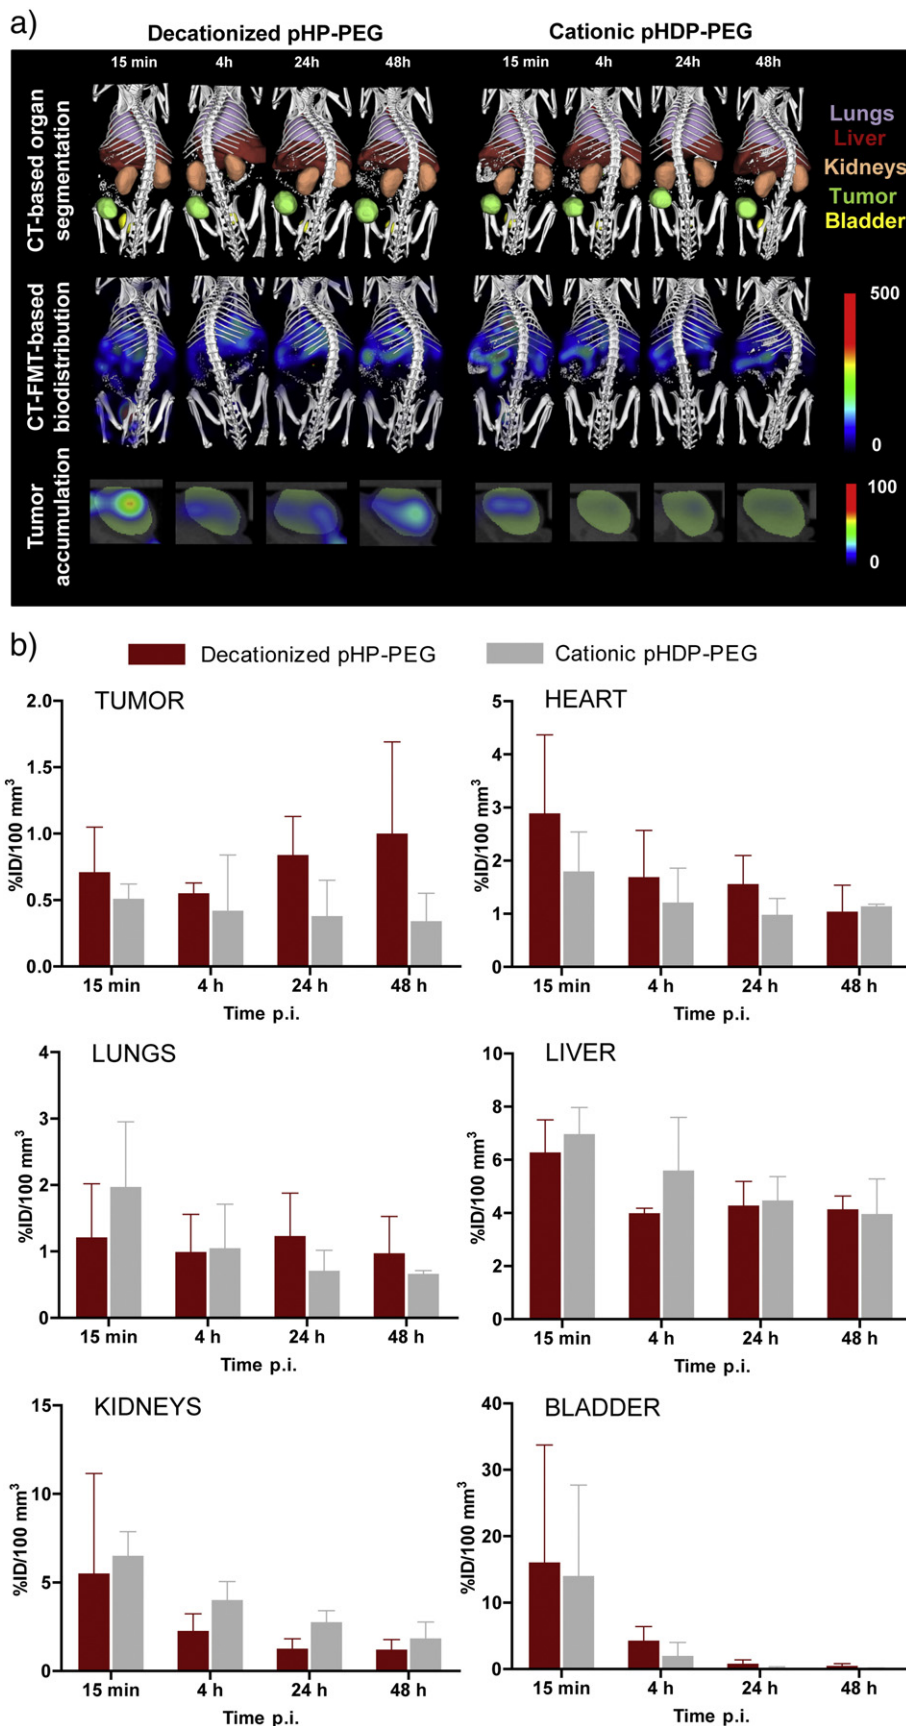 a)
Decationized pHP-PEG
Cationic pHDP-PEG
15 min 4h 24h 48h
15 min 4h 24h 48h
CT-based organ
segmentation
Lungs
Liver
Kidneys
Tumor
Bladder
CT-FMT-based
biodistribution
500
0
Tumor
accumulation
100
0
b)
Decationized pHP-PEG
Cationic pHDP-PEG
TUMOR
%ID/100 mm³
2.0
1.5
1.0
0.5
0.0
15 min 4 h 24 h 48 h
Time p.i.
HEART
%ID/100 mm³
5
4
3
2
1
0
15 min 4 h 24 h 48 h
Time p.i.
LUNGS
%ID/100 mm³
4
3
2
1
0
15 min 4 h 24 h 48 h
Time p.i.
LIVER
%ID/100 mm³
10
8
6
4
2
0
15 min 4 h 24 h 48 h
Time p.i.
KIDNEYS
%ID/100 mm³
15
10
5
0
15 min 4 h 24 h 48 h
Time p.i.
BLADDER
%ID/100 mm³
40
30
20
10
0
15 min 4 h 24 h 48 h
Time p.i.